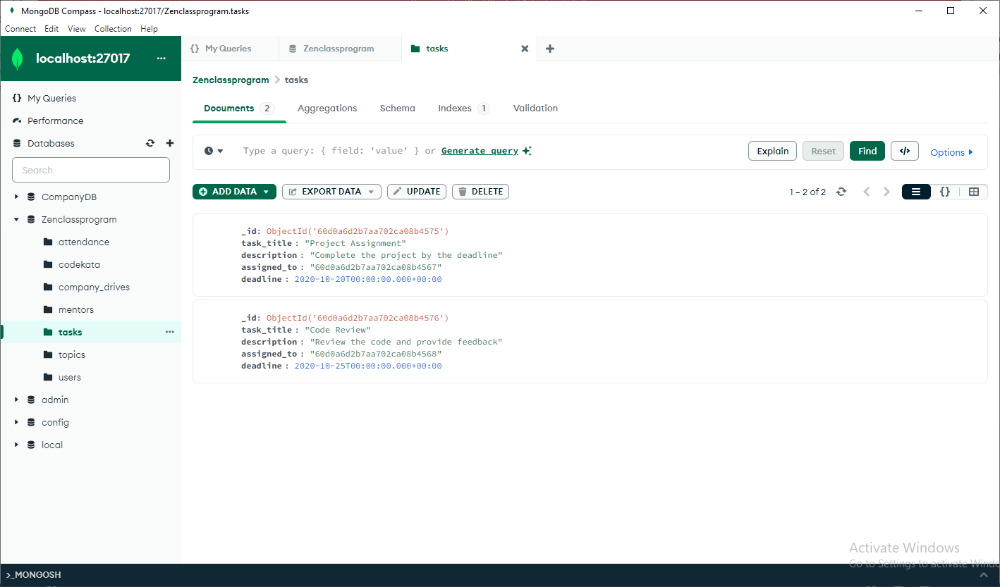 MongoDB Compass - localhost:27017/Zenclassprogram.tasks
Connect Edit View Collection Help
localhost:27017 ...
{} My Queries
Zenclassprogram
tasks
My Queries
Performance
Databases
Search
CompanyDB
Zenclassprogram
attendance
codekata
company_drives
mentors
tasks ...
topics
users
admin
config
local
Zenclassprogram > tasks
Documents 2 Aggregations Schema Indexes 1 Validation
Type a query: { field: 'value' } or Generate query
Explain Reset Find </> Options
ADD DATA EXPORT DATA UPDATE DELETE
1 – 2 of 2 {}
_id: ObjectId('60d0a6d2b7aa702ca08b4575')
task_title : "Project Assignment"
description : "Complete the project by the deadline"
assigned_to : "60d0a6d2b7aa702ca08b4567"
deadline : 2020-10-20T00:00:00.000+00:00
_id: ObjectId('60d0a6d2b7aa702ca08b4576')
task_title : "Code Review"
description : "Review the code and provide feedback"
assigned_to : "60d0a6d2b7aa702ca08b4568"
deadline : 2020-10-25T00:00:00.000+00:00
Activate Windows
Go to Settings to activate Windo
>_MONGOSH